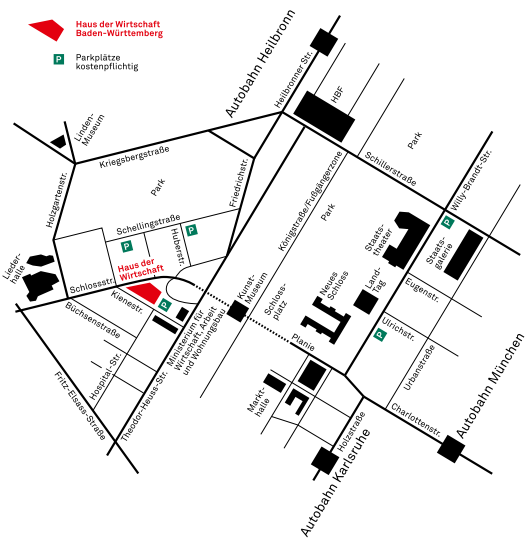 Haus der Wirtschaft
Baden-Württemberg
P
Parkplätze
kostenpflichtig
Autobahn Heilbronn
Heilbronner Str.
HBF
Linden-
Museum
Kriegsbergstraße
Park
Schillerstraße
Park
Willy-Brandt-Str.
Holzgartenstr.
Park
Friedrichstr.
Königstraße/Fußgängerzone
Schellingstraße
P
P
Huberstr.
Staats-
theater
P
Staats-
galerie
Lieder-
halle
Haus der
Wirtschaft
Schlossstr.
Kienestr.
P
Büchsenstraße
Kunst-
Museum
Schloss-
platz
Neues
Schloss
Land-
tag
Eugenstr.
Ministerium für
Wirtschaft, Arbeit
und Wohnungsbau
Planie
Ulrichstr.
P
Urbanstraße
Hospital-Str.
Fritz-Elsass-Straße
Theodor-Heuss-Str.
Markt-
halle
Holzstraße
Charlottenstr.
Autobahn München
Autobahn Karlsruhe